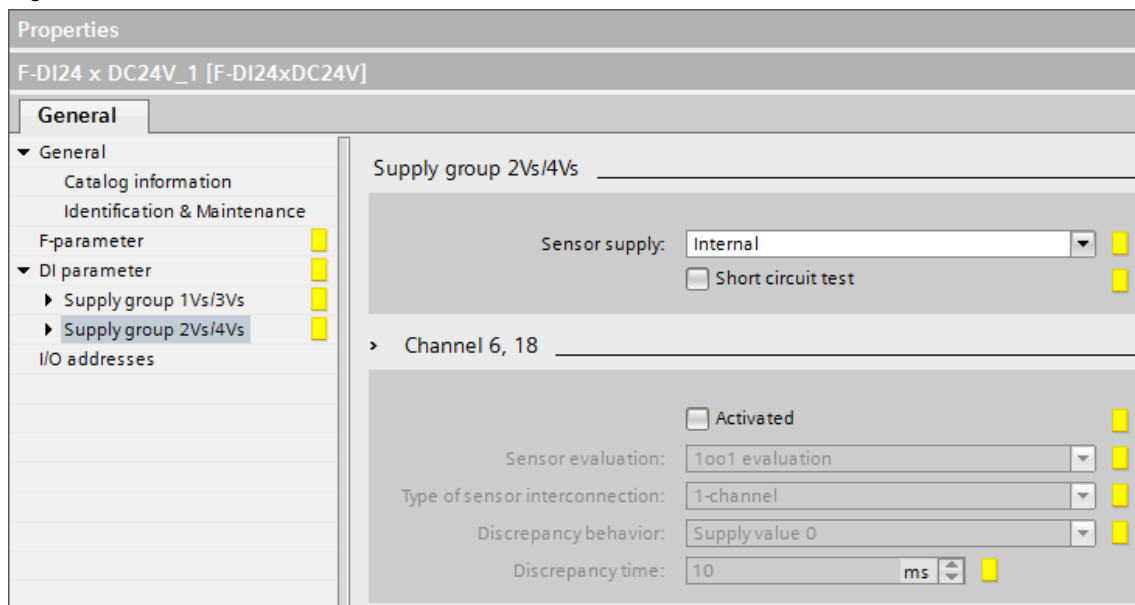 Properties
F-DI24 x DC24V_1 [F-DI24xDC24V]
General
General
Catalog information
Identification & Maintenance
F-parameter
DI parameter
Supply group 1Vs/3Vs
Supply group 2Vs/4Vs
I/O addresses
Supply group 2Vs/4Vs
Sensor supply: Internal
Short circuit test
Channel 6, 18
Activated
Sensor evaluation: 1oo1 evaluation
Type of sensor interconnection: 1-channel
Discrepancy behavior: Supply value 0
Discrepancy time: 10 ms